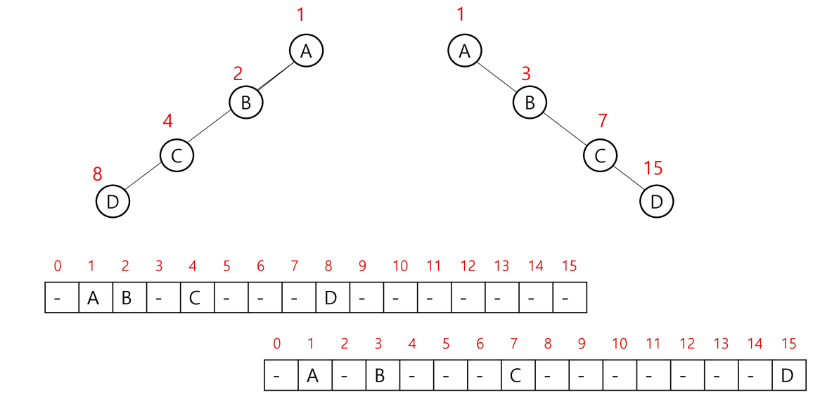 1 1
A A
2 3
B B
4 7
C C
8 15
D D
0 1 2 3 4 5 6 7 8 9 10 11 12 13 14 15
- A B - C - - - D - - - - - - -
0 1 2 3 4 5 6 7 8 9 10 11 12 13 14 15
- A - B - - - C - - - - - - - D